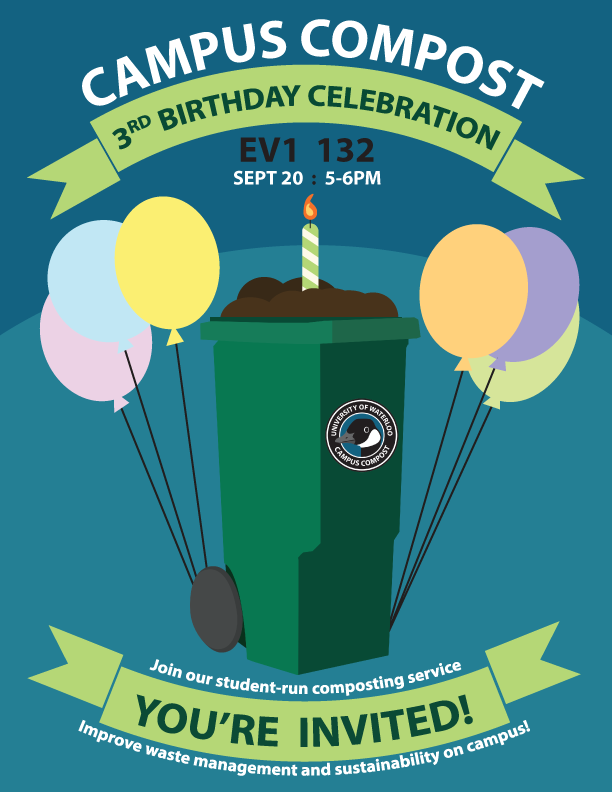 CAMPUS COMPOST
3RD BIRTHDAY CELEBRATION
EV1 132
SEPT 20 : 5-6PM
UNIVERSITY OF WATERLOO
CAMPUS COMPOST
Join our student-run composting service
YOU'RE INVITED!
Improve waste management and sustainability on campus!